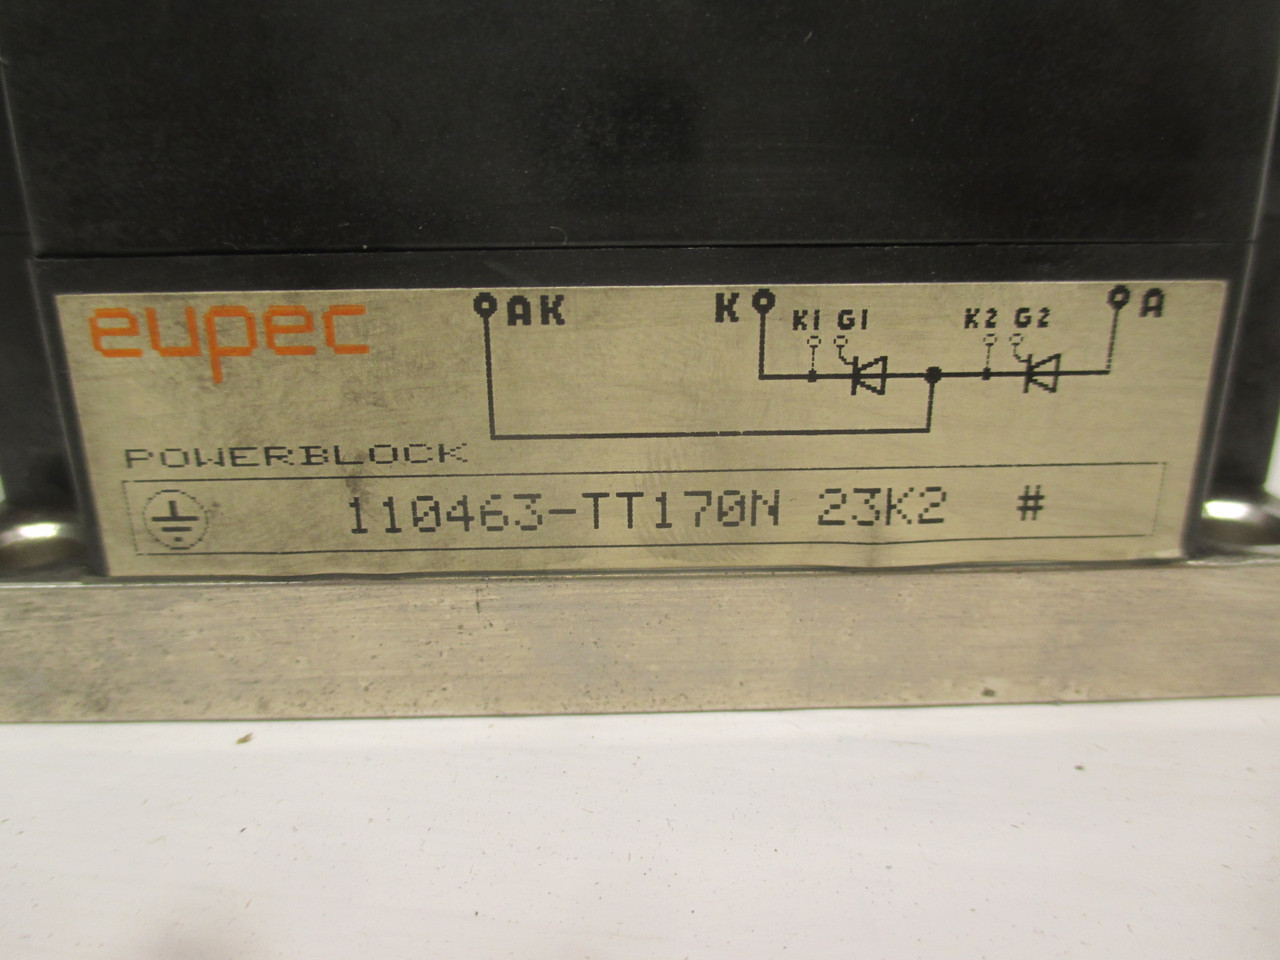 eupec
AK K A
K1 G1 K2 G2
POWERBLOCK
110463-TT170N 23K2 #